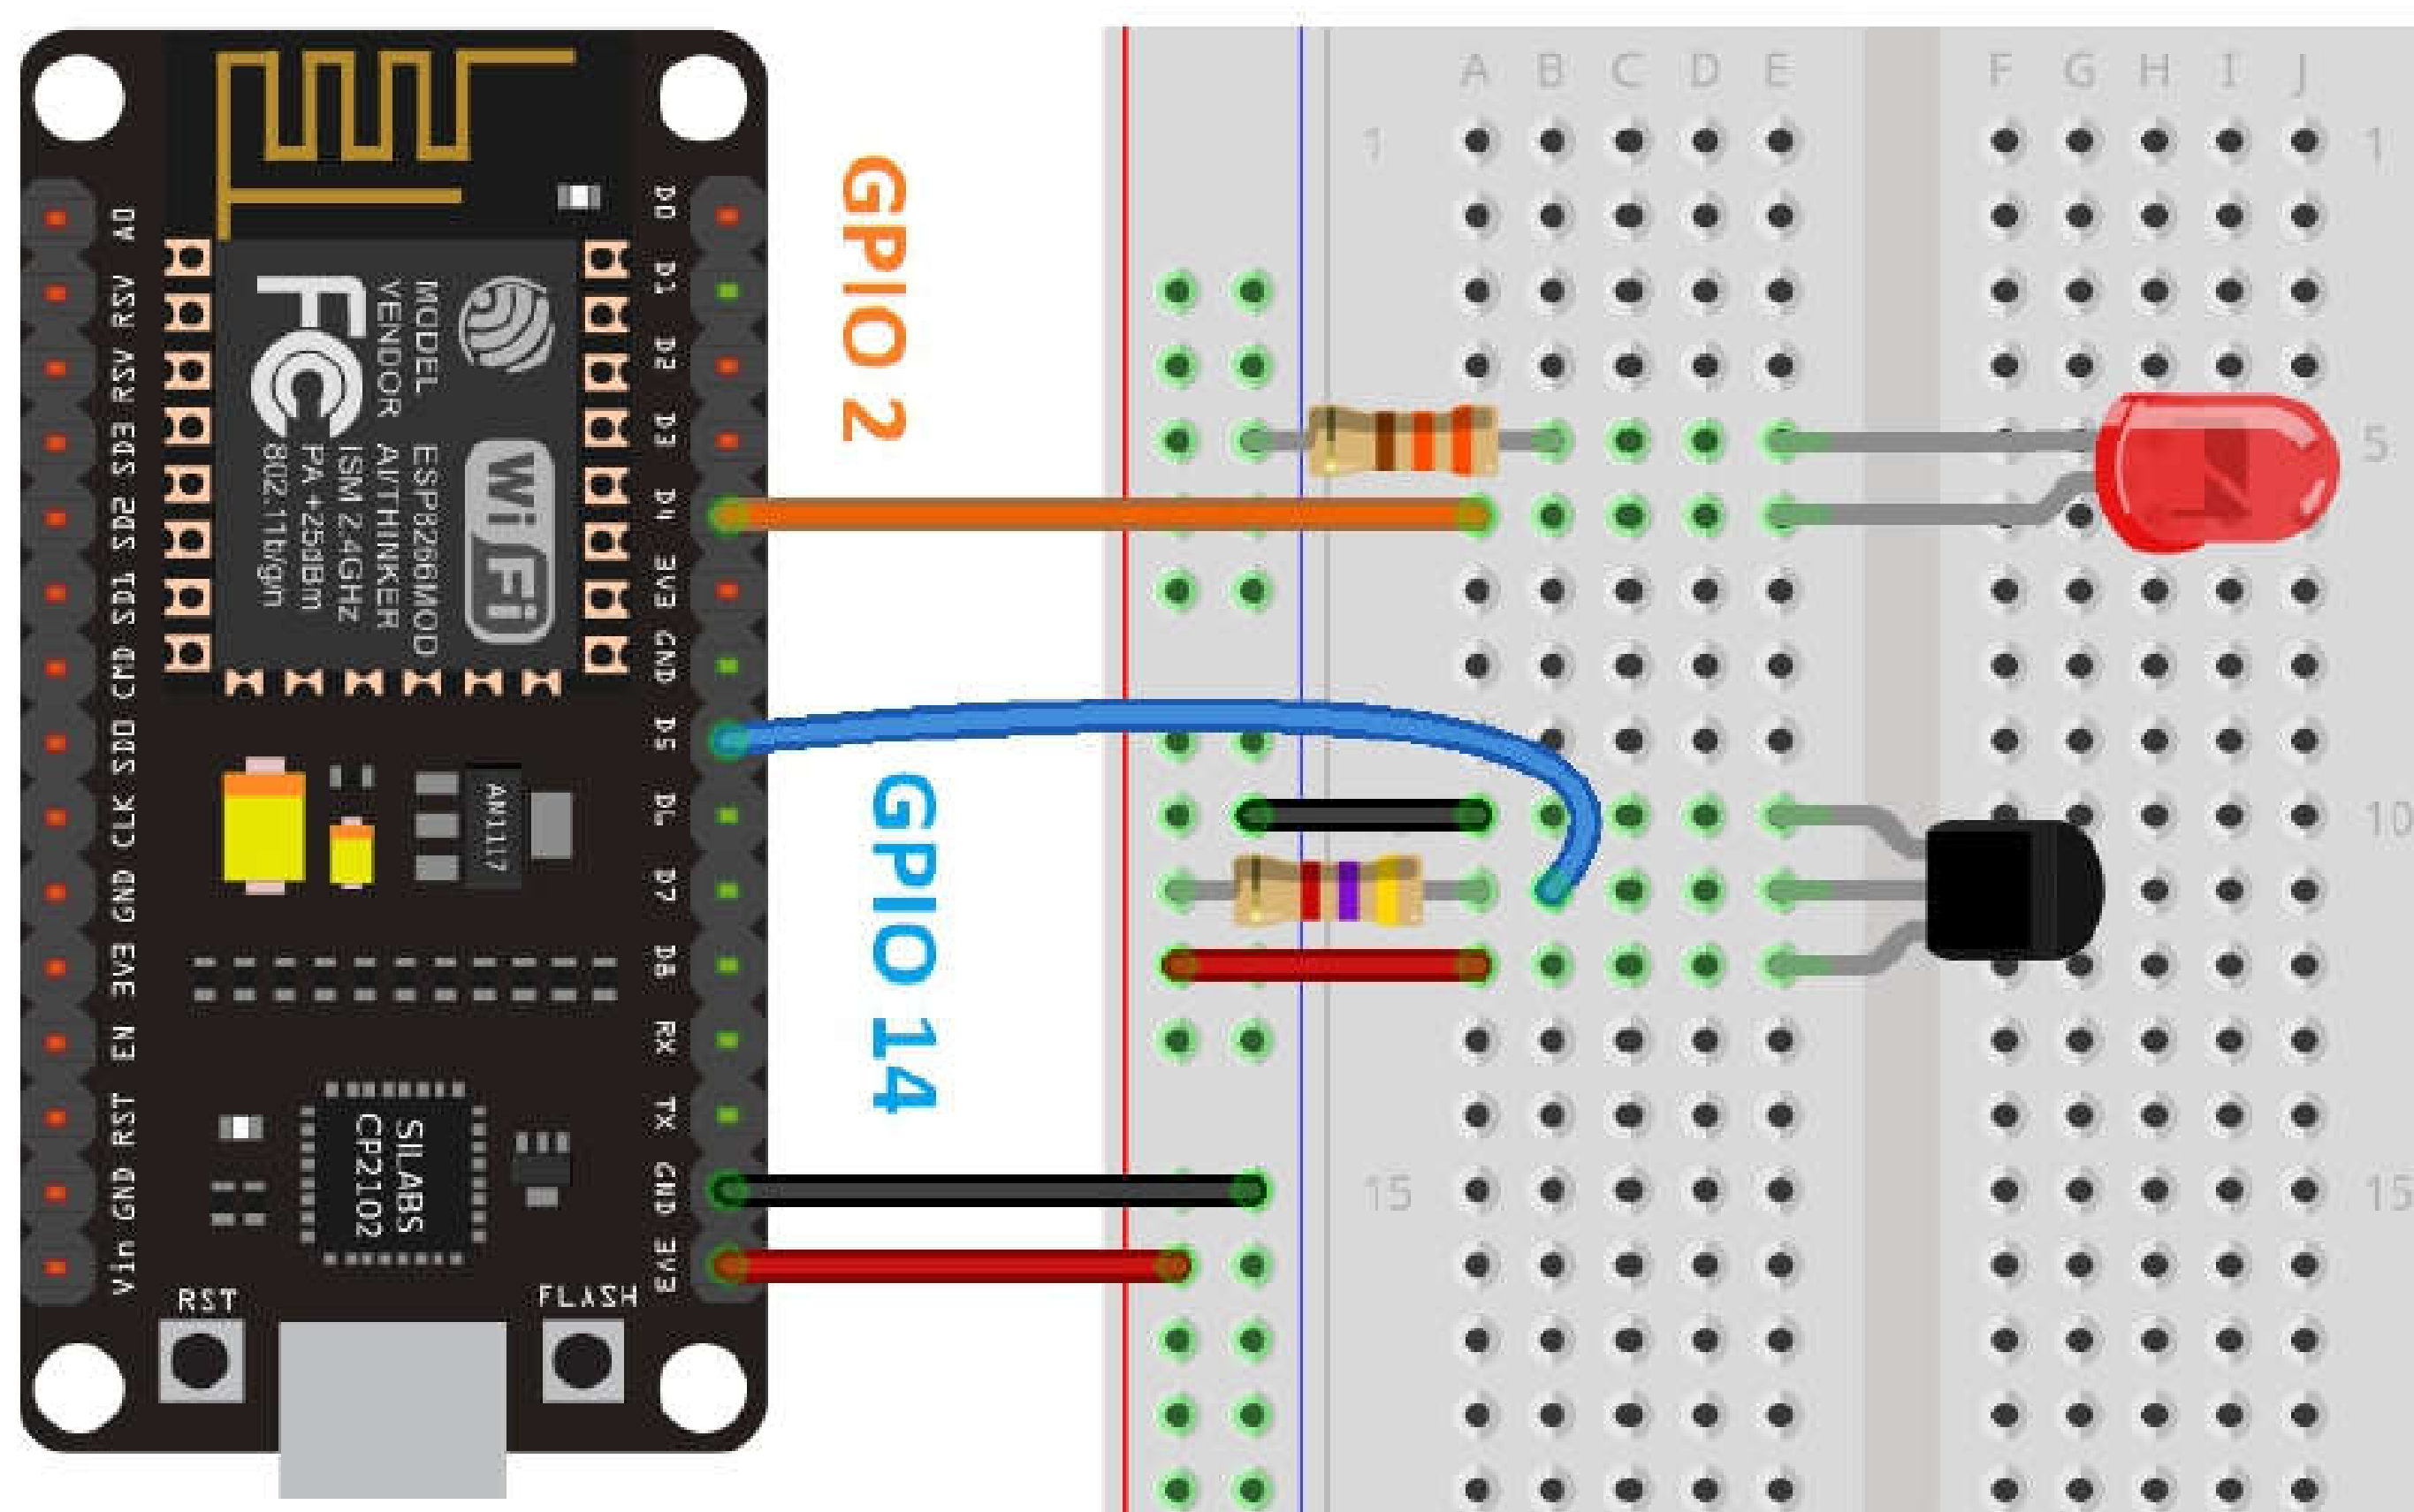 A0
RSV
RSV
SD3
SD2
SD1
CMD
SD0
CLK
GND
3V3
EN
RST
GND
Vin
D0
D1
D2
D3
D4
3V3
GND
D5
D6
D7
D8
RX
TX
GND
3V3
MODEL
VENDOR
FC
ESP8266MOD
AI/THINKER
ISM 2.4GHz
PA +25dBm
802.11b/g/n
Wi Fi
AM1117
SILABS
CP2102
RST
FLASH
GPIO 2
GPIO 14
A B C D E F G H I J
1 1
5
10
15 15